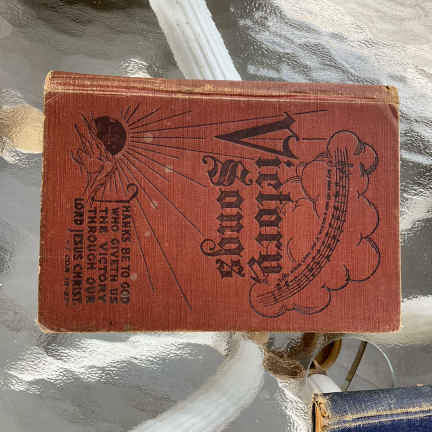 Victory
Songs
THANKS BE TO GOD
WHO GIVETH US
THE VICTORY
THROUGH OUR
LORD JESUS CHRIST.